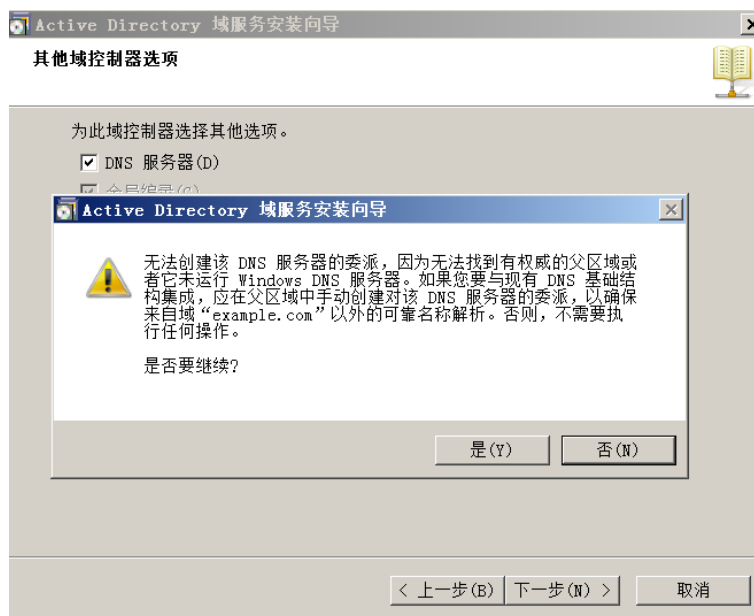 Active Directory 域服务安装向导
其他域控制器选项
为此域控制器选择其他选项。
DNS 服务器(D)
全局编录(G)
Active Directory 域服务安装向导
无法创建该 DNS 服务器的委派，因为无法找到有权威的父区域或
者它未运行 Windows DNS 服务器。如果您要与现有 DNS 基础结
构集成，应在父区域中手动创建对该 DNS 服务器的委派，以确保
来自域“example.com”以外的可靠名称解析。否则，不需要执
行任何操作。
是否要继续?
是(Y)
否(N)
< 上一步(B)
下一步(N) >
取消